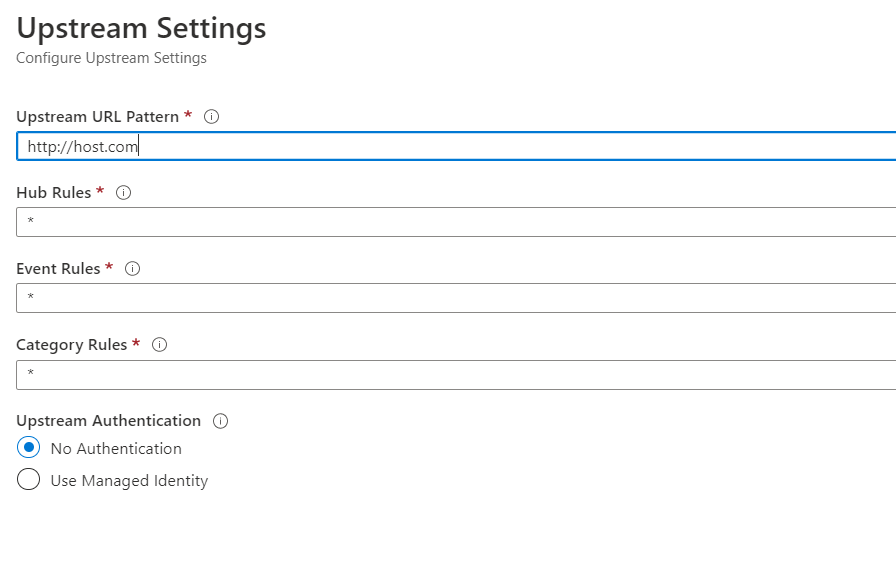 Upstream Settings
Configure Upstream Settings
Upstream URL Pattern *
http://host.com
Hub Rules *
*
Event Rules *
*
Category Rules *
*
Upstream Authentication
No Authentication
Use Managed Identity